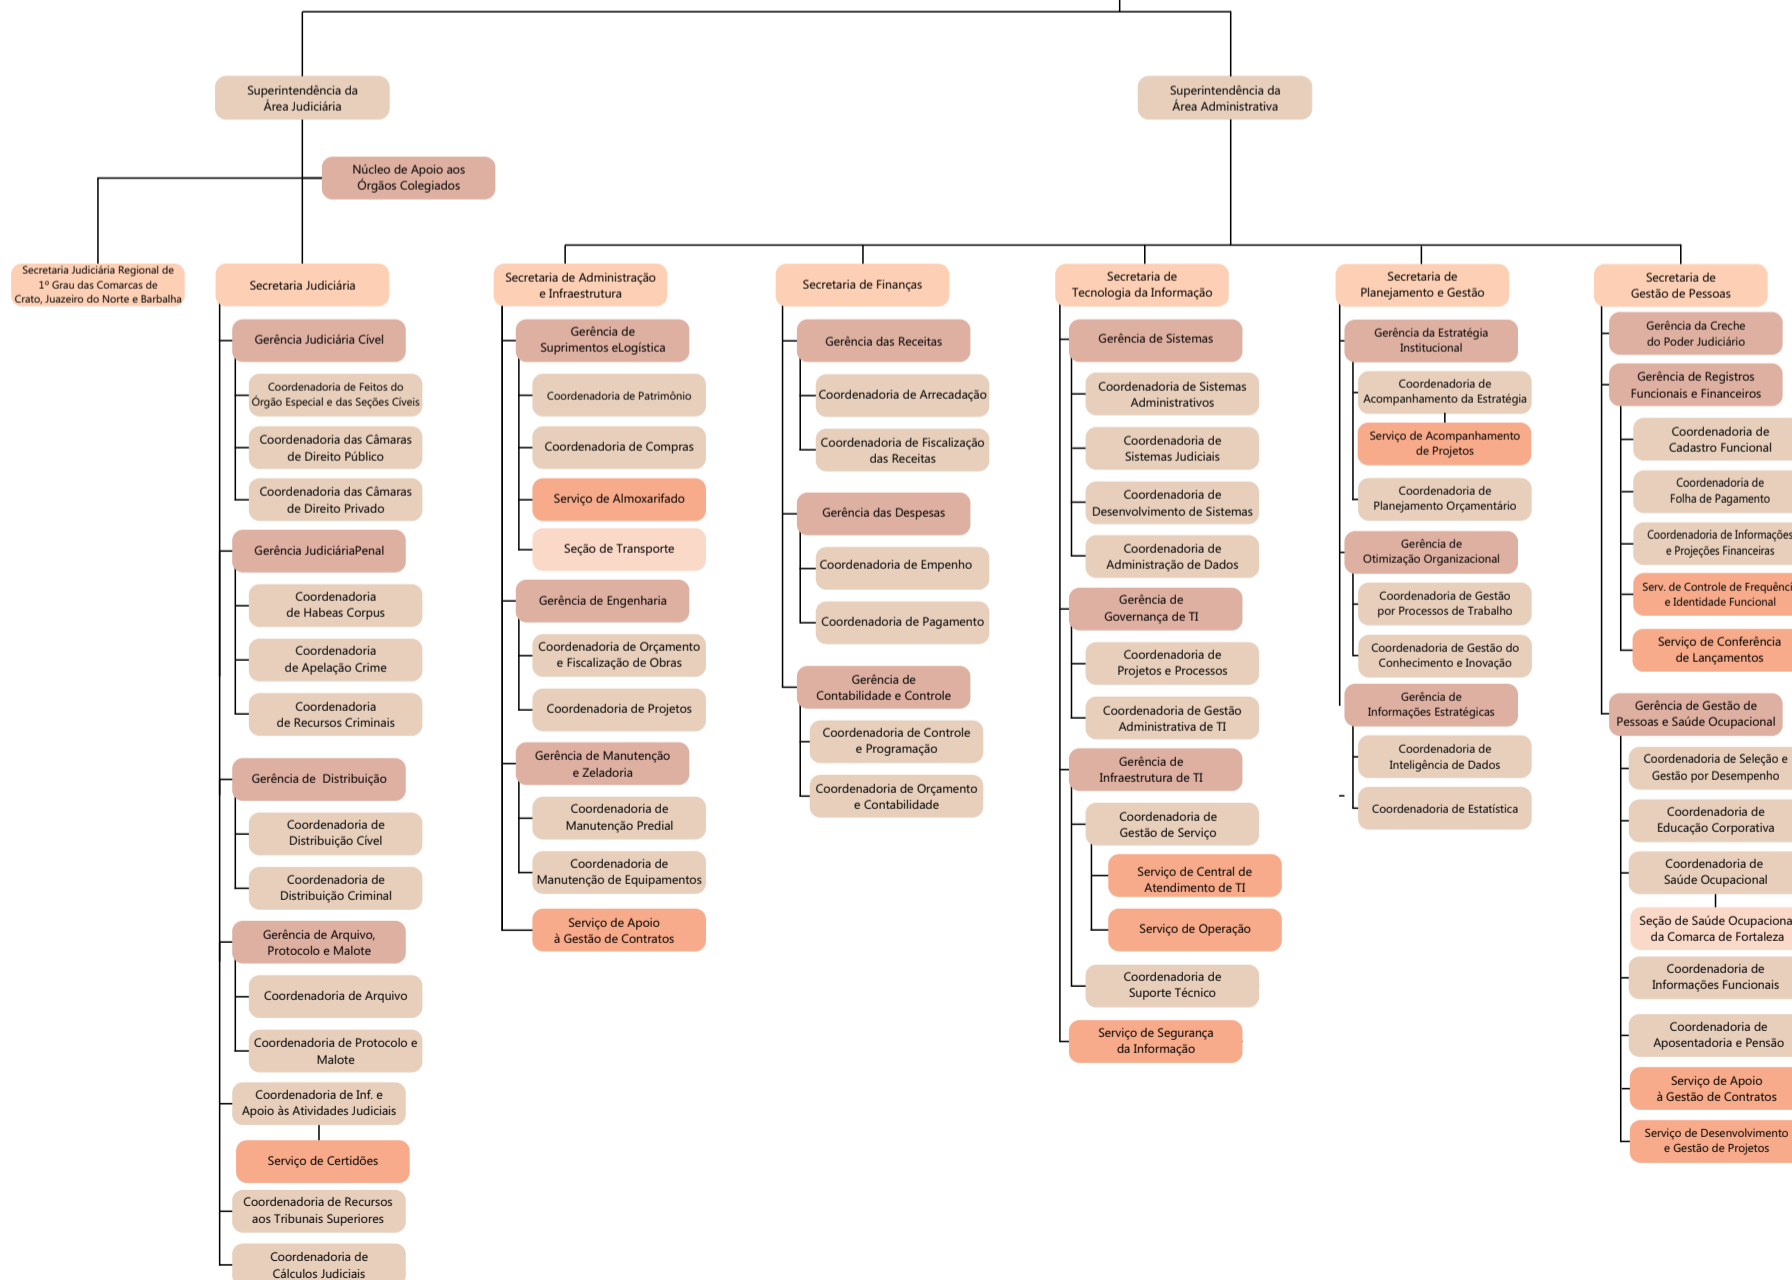 Superintendência da
Área Judiciária
Superintendência da
Área Administrativa
Núcleo de Apoio aos
Órgãos Colegiados
Secretaria Judiciária Regional de
1º Grau das Comarcas de
Crato, Juazeiro do Norte e Barbalha
Secretaria Judiciária
Gerência Judiciária Cível
Coordenadoria de Feitos do
Órgão Especial e das Seções Cíveis
Coordenadoria das Câmaras
de Direito Público
Coordenadoria das Câmaras
de Direito Privado
Gerência JudiciáriaPenal
Coordenadoria
de Habeas Corpus
Coordenadoria
de Apelação Crime
Coordenadoria
de Recursos Criminais
Gerência de Distribuição
Coordenadoria de
Distribuição Cível
Coordenadoria de
Distribuição Criminal
Gerência de Arquivo,
Protocolo e Malote
Coordenadoria de Arquivo
Coordenadoria de Protocolo e
Malote
Coordenadoria de Inf. e
Apoio às Atividades Judiciais
Serviço de Certidões
Coordenadoria de Recursos
aos Tribunais Superiores
Coordenadoria de
Cálculos Judiciais
Secretaria de Administração
e Infraestrutura
Gerência de
Suprimentos eLogística
Coordenadoria de Patrimônio
Coordenadoria de Compras
Serviço de Almoxarifado
Seção de Transporte
Gerência de Engenharia
Coordenadoria de Orçamento
e Fiscalização de Obras
Coordenadoria de Projetos
Gerência de Manutenção
e Zeladoria
Coordenadoria de
Manutenção Predial
Coordenadoria de
Manutenção de Equipamentos
Serviço de Apoio
à Gestão de Contratos
Secretaria de Finanças
Gerência das Receitas
Coordenadoria de Arrecadação
Coordenadoria de Fiscalização
das Receitas
Gerência das Despesas
Coordenadoria de Empenho
Coordenadoria de Pagamento
Gerência de
Contabilidade e Controle
Coordenadoria de Controle
e Programação
Coordenadoria de Orçamento
e Contabilidade
Secretaria de
Tecnologia da Informação
Gerência de Sistemas
Coordenadoria de Sistemas
Administrativos
Coordenadoria de
Sistemas Judiciais
Coordenadoria de
Desenvolvimento de Sistemas
Coordenadoria de
Administração de Dados
Gerência de
Governança de TI
Coordenadoria de
Projetos e Processos
Coordenadoria de Gestão
Administrativa de TI
Gerência de
Infraestrutura de TI
Coordenadoria de
Gestão de Serviço
Serviço de Central de
Atendimento de TI
Serviço de Operação
Coordenadoria de
Suporte Técnico
Serviço de Segurança
da Informação
Secretaria de
Planejamento e Gestão
Gerência da Estratégia
Institucional
Coordenadoria de
Acompanhamento da Estratégia
Serviço de Acompanhamento
de Projetos
Coordenadoria de
Planejamento Orçamentário
Gerência de
Otimização Organizacional
Coordenadoria de Gestão
por Processos de Trabalho
Coordenadoria de Gestão do
Conhecimento e Inovação
Gerência de
Informações Estratégicas
Coordenadoria de
Inteligência de Dados
Coordenadoria de Estatística
Secretaria de
Gestão de Pessoas
Gerência da Creche
do Poder Judiciário
Gerência de Registros
Funcionais e Financeiros
Coordenadoria de
Cadastro Funcional
Coordenadoria de
Folha de Pagamento
Coordenadoria de Informações
e Projeções Financeiras
Serv. de Controle de Frequênci
e Identidade Funcional
Serviço de Conferência
de Lançamentos
Gerência de Gestão de
Pessoas e Saúde Ocupacional
Coordenadoria de Seleção e
Gestão por Desempenho
Coordenadoria de
Educação Corporativa
Coordenadoria de
Saúde Ocupacional
Seção de Saúde Ocupaciona
da Comarca de Fortaleza
Coordenadoria de
Informações Funcionais
Coordenadoria de
Aposentadoria e Pensão
Serviço de Apoio
à Gestão de Contratos
Serviço de Desenvolvimento
e Gestão de Projetos